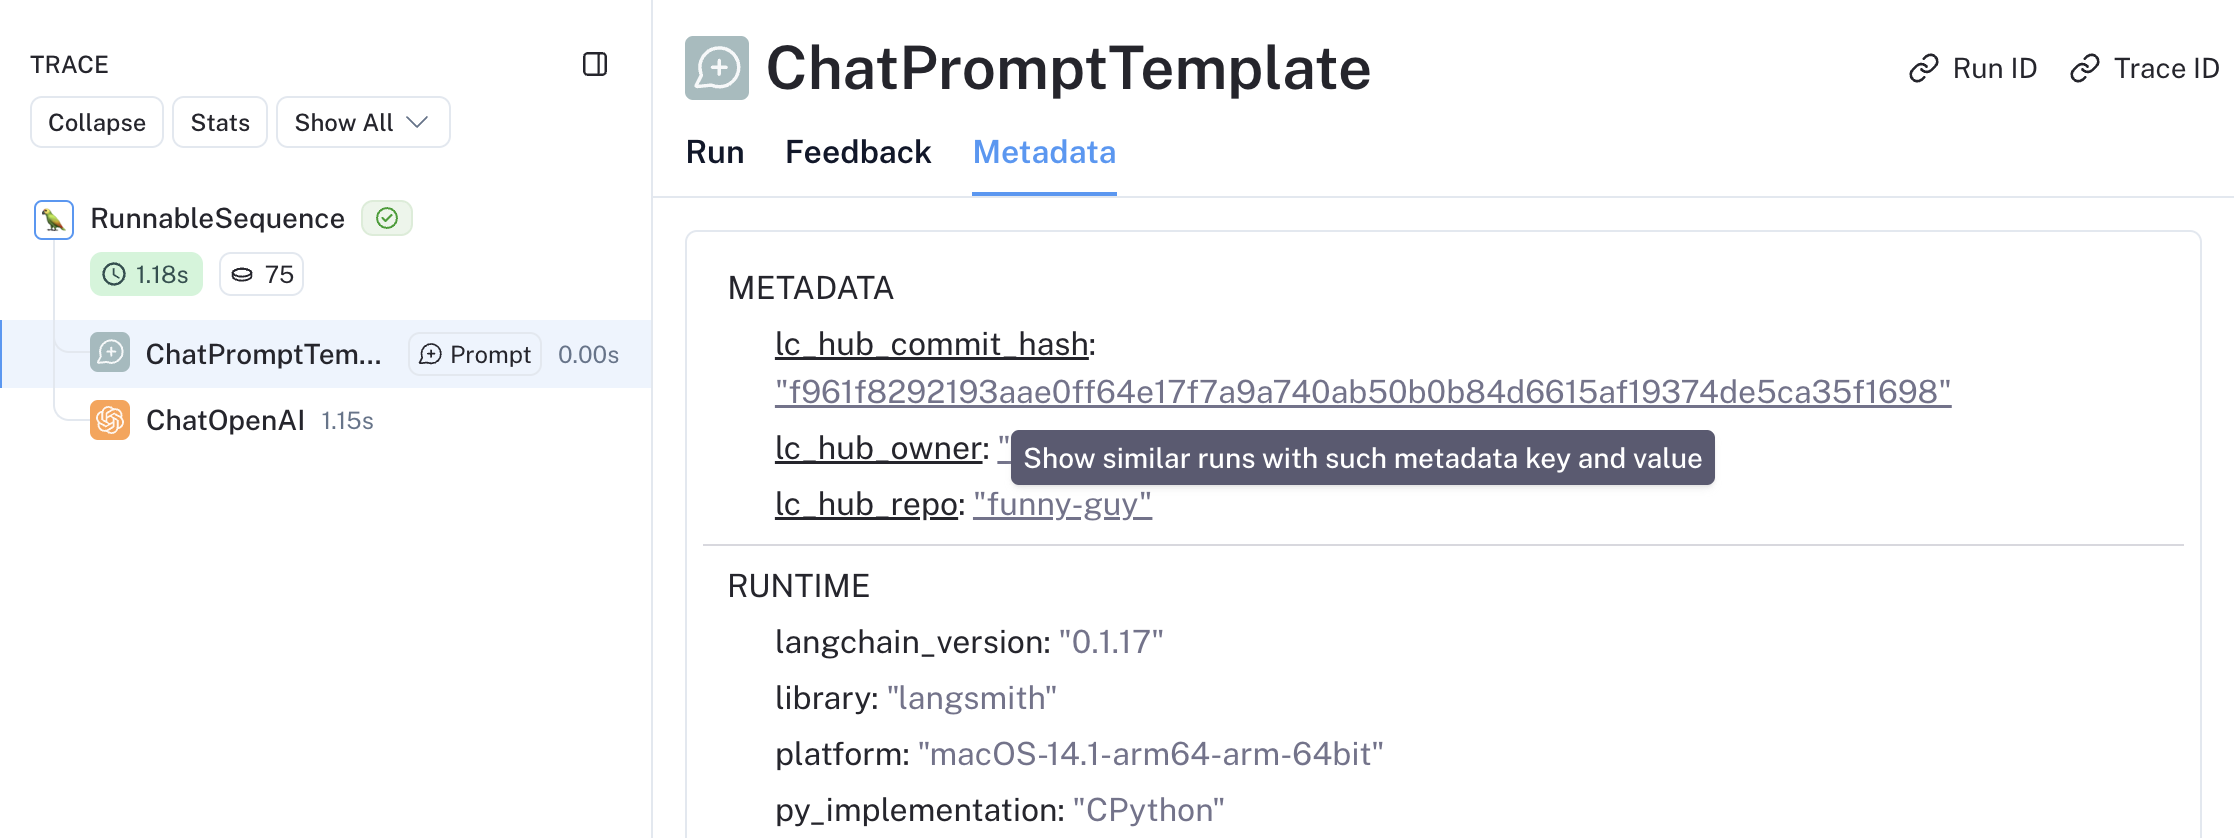 TRACE
Collapse Stats Show All
RunnableSequence
1.18s 75
ChatPromptTem... Prompt 0.00s
ChatOpenAI 1.15s
ChatPromptTemplate
Run ID Trace ID
Run Feedback Metadata
METADATA
lc_hub_commit_hash:
"f961f8292193aae0ff64e17f7a9a740ab50b0b84d6615af19374de5ca35f1698"
lc_hub_owner: "
Show similar runs with such metadata key and value
lc_hub_repo: "funny-guy"
RUNTIME
langchain_version: "0.1.17"
library: "langsmith"
platform: "macOS-14.1-arm64-arm-64bit"
py_implementation: "CPython"